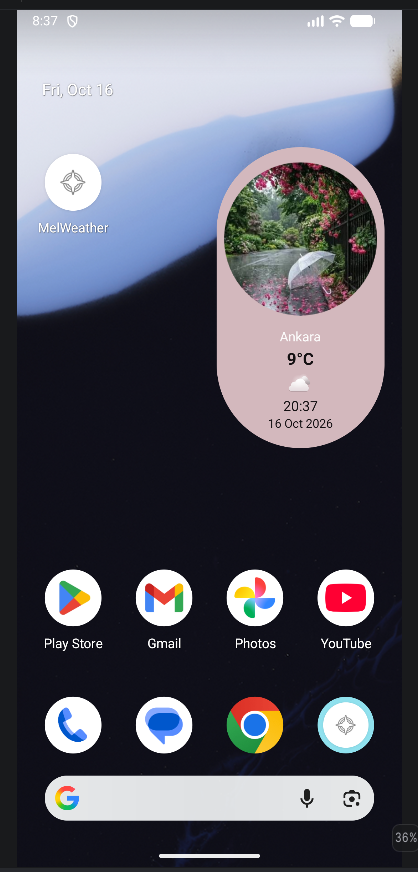 8:37
Fri, Oct 16
MelWeather
Ankara
9°C
20:37
16 Oct 2026
Play Store
Gmail
Photos
YouTube
36%